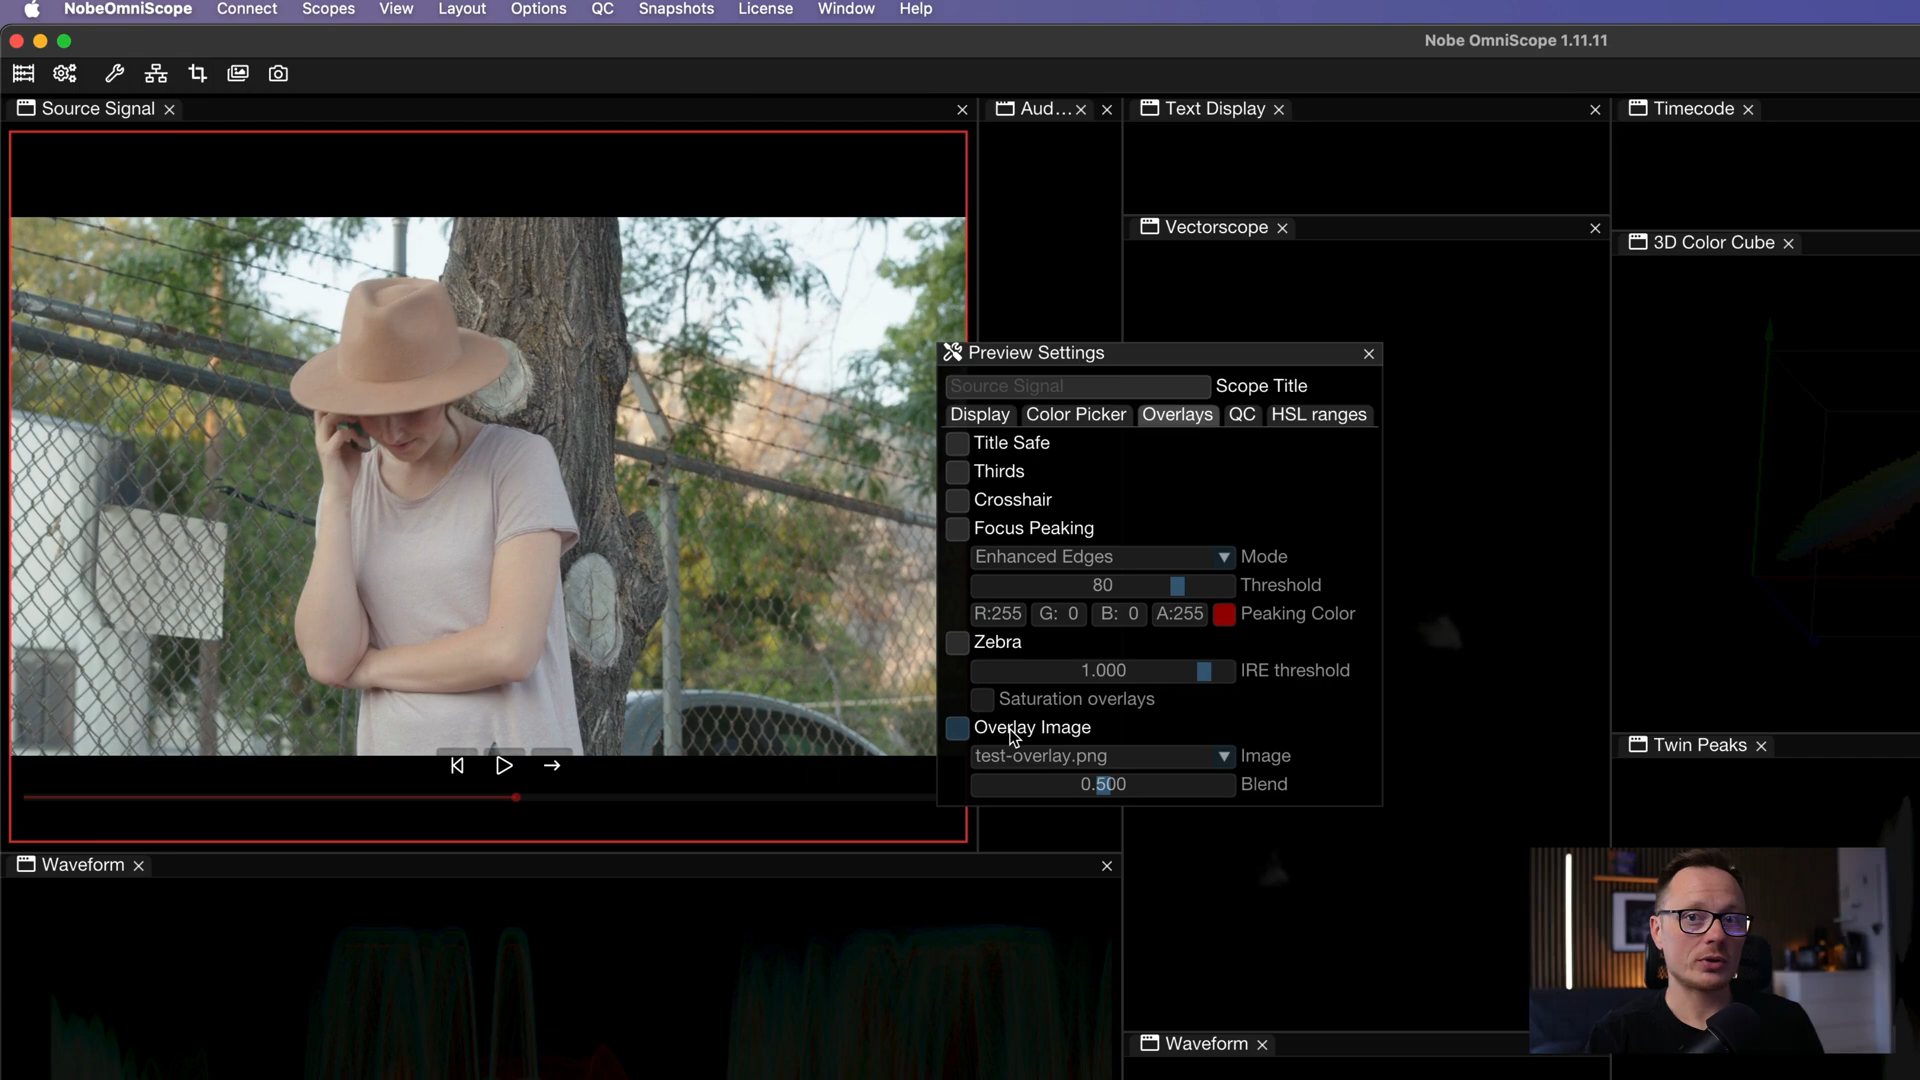 NobeOmniScope Connect Scopes View Layout Options QC Snapshots License Window Help
Nobe OmniScope 1.11.11
Source Signal
Aud...
Text Display
Timecode
Vectorscope
3D Color Cube
Preview Settings
Source Signal Scope Title
Display Color Picker Overlays QC HSL ranges
Title Safe
Thirds
Crosshair
Focus Peaking
Enhanced Edges Mode
80 Threshold
R:255 G: 0 B: 0 A:255 Peaking Color
Zebra
1.000 IRE threshold
Saturation overlays
Overlay Image
test-overlay.png Image
0.500 Blend
Twin Peaks
Waveform
Waveform